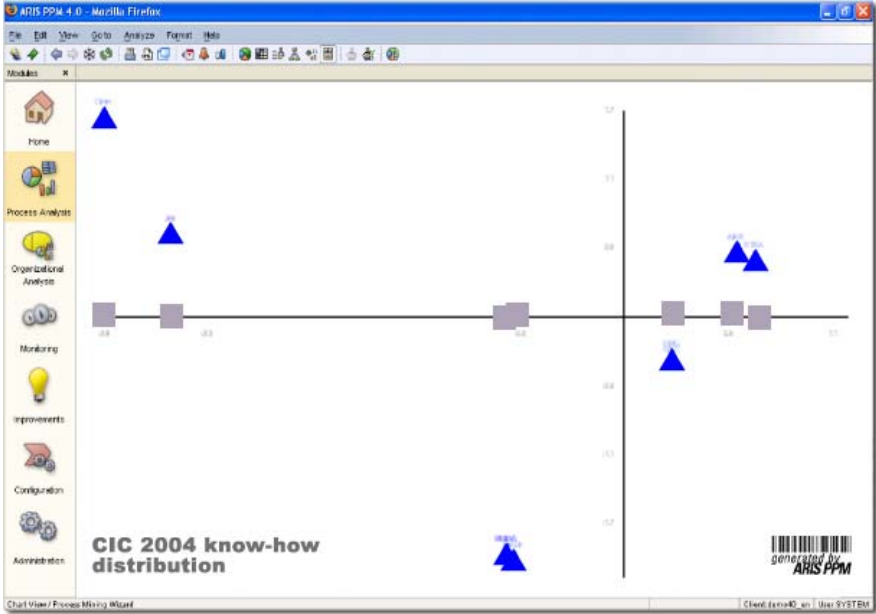 ARIS PPM 4.0 - Mozilla Firefox
File Edit View Goto Analyze Format Help
Modules ×
Home
Process Analysis
Organizational
Analysis
Monitoring
Improvements
Configuration
Administration
CIC 2004 know-how
distribution
generated by
ARIS PPM
Chart View / Process Mining Wizard
Client demo40_en User SYSTEM